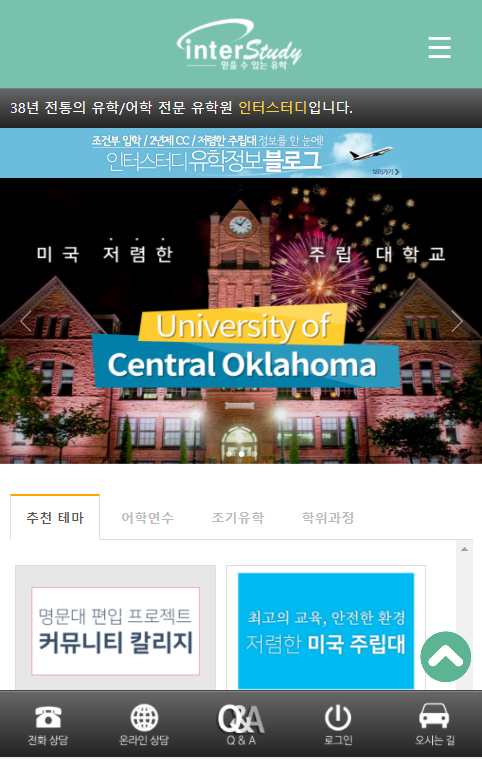 interStudy
믿을 수 있는 유학
38년 전통의 유학/어학 전문 유학원 인터스터디입니다.
조건부 입학 / 2년제 CC / 저렴한 주립대 정보를 한 눈에!
인터스터디 유학정보 블로그
보러가기 >
미국 저렴한 주립 대학교
University of
Central Oklahoma
추천 테마 어학연수 조기유학 학위과정
명문대 편입 프로젝트
커뮤니티 칼리지
최고의 교육, 안전한 환경
저렴한 미국 주립대
Q&A
전화 상담 온라인 상담 Q & A 로그인 오시는 길